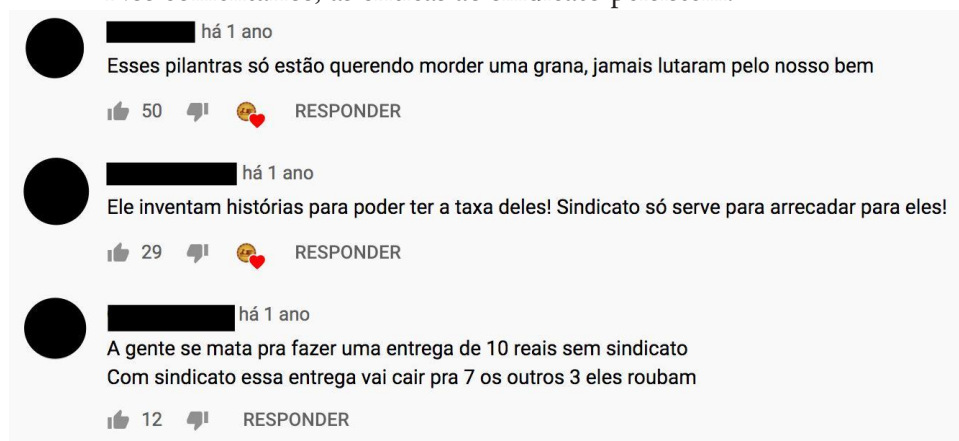 há 1 ano
Esses pilantras só estão querendo morder uma grana, jamais lutaram pelo nosso bem
50 RESPONDER
há 1 ano
Ele inventam histórias para poder ter a taxa deles! Sindicato só serve para arrecadar para eles!
29 RESPONDER
há 1 ano
A gente se mata pra fazer uma entrega de 10 reais sem sindicato
Com sindicato essa entrega vai cair pra 7 os outros 3 eles roubam
12 RESPONDER